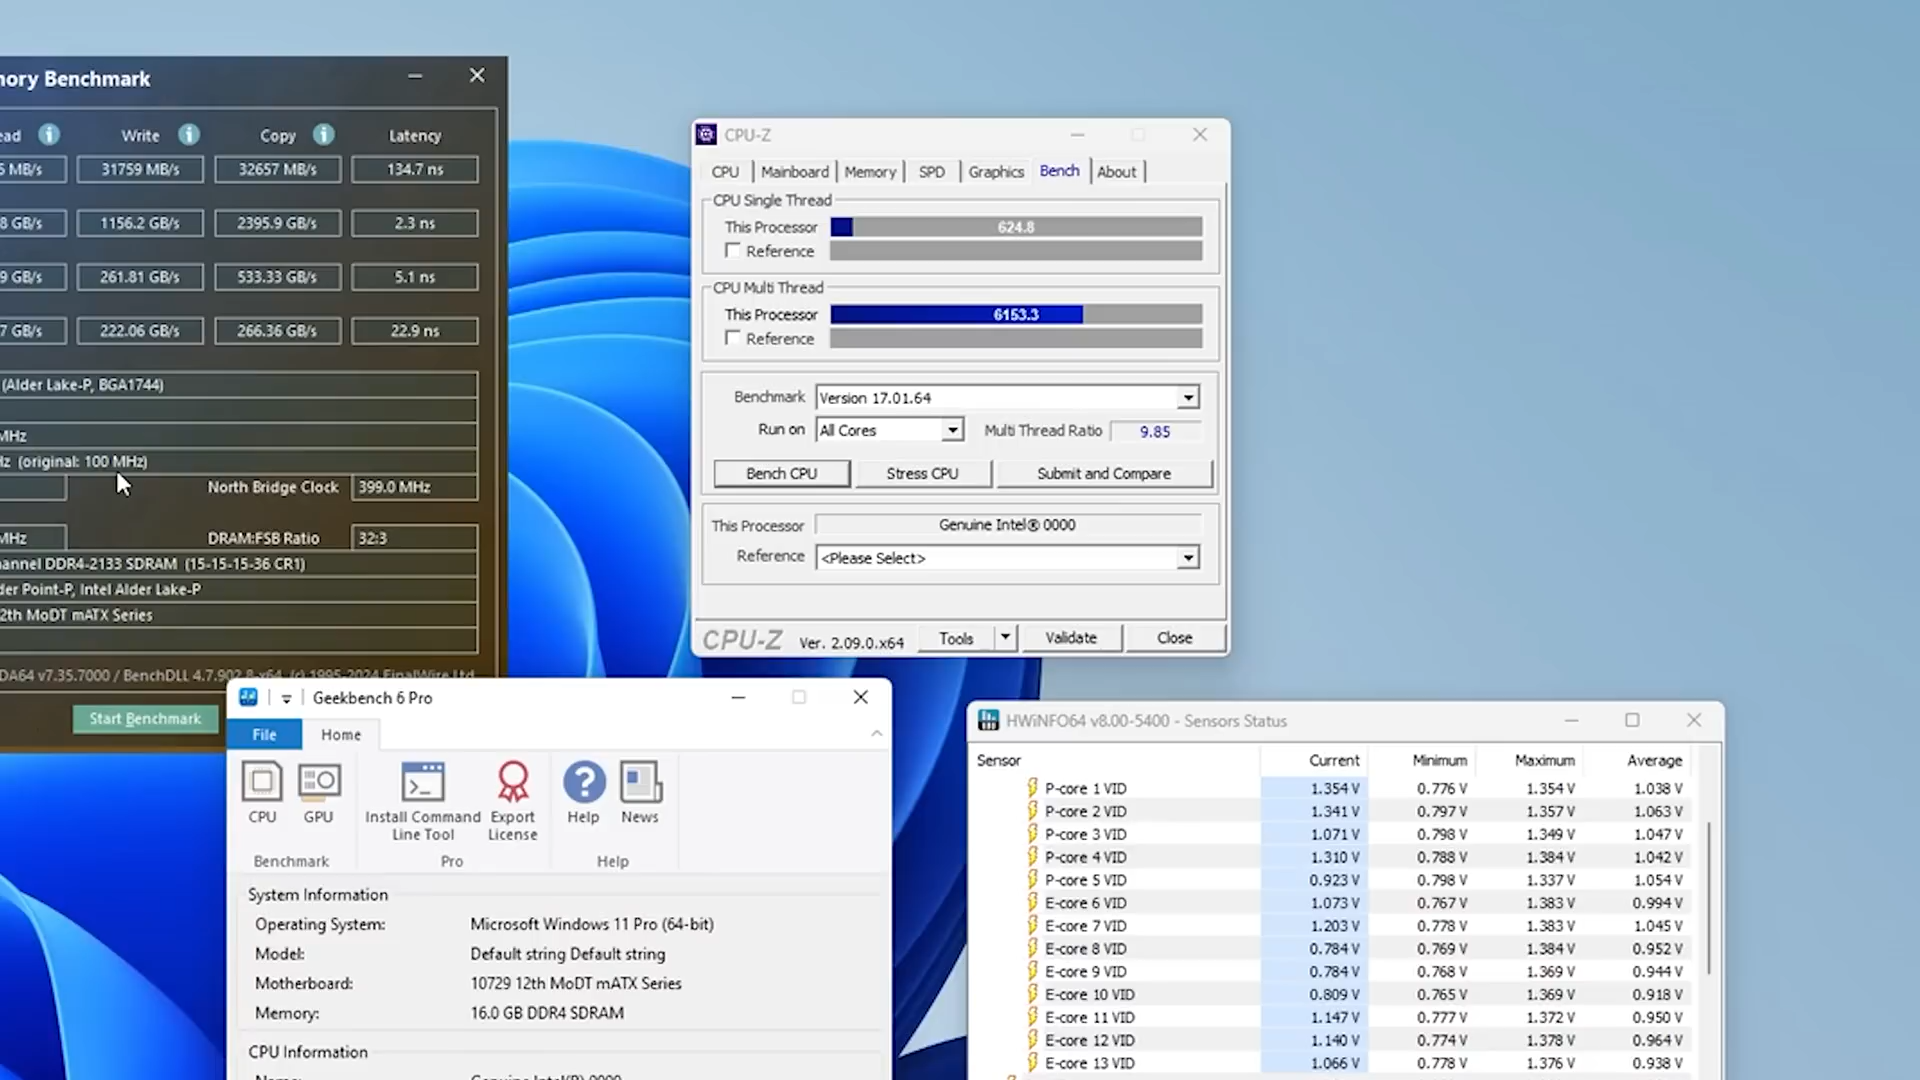 nory Benchmark
ead Write Copy Latency
5 MB/s 31759 MB/s 32657 MB/s 134.7 ns
8 GB/s 1156.2 GB/s 2395.9 GB/s 2.3 ns
9 GB/s 261.81 GB/s 533.33 GB/s 5.1 ns
7 GB/s 222.06 GB/s 266.36 GB/s 22.9 ns
(Alder Lake-P, BGA1744)
MHz
Hz (original: 100 MHz)
North Bridge Clock 399.0 MHz
MHz DRAM:FSB Ratio 32:3
annel DDR4-2133 SDRAM (15-15-15-36 CR1)
der Point-P, Intel Alder Lake-P
2th MoDT mATX Series
DA64 v7.35.7000 / BenchDLL 4.7.902.8-x64 (c) 1995-2024 FinalWire Ltd.
Start Benchmark
CPU-Z
CPU Mainboard Memory SPD Graphics Bench About
CPU Single Thread
This Processor 624.8
Reference
CPU Multi Thread
This Processor 6153.3
Reference
Benchmark Version 17.01.64
Run on All Cores Multi Thread Ratio 9.85
Bench CPU Stress CPU Submit and Compare
This Processor Genuine Intel® 0000
Reference <Please Select>
CPU-Z Ver. 2.09.0.x64 Tools Validate Close
Geekbench 6 Pro
File Home
CPU GPU Install Command Line Tool Export License Help News
Benchmark Pro Help
System Information
Operating System: Microsoft Windows 11 Pro (64-bit)
Model: Default string Default string
Motherboard: 10729 12th MoDT mATX Series
Memory: 16.0 GB DDR4 SDRAM
CPU Information
Name: Genuine Intel(R) 0000
HWiNFO64 v8.00-5400 - Sensors Status
Sensor Current Minimum Maximum Average
P-core 1 VID 1.354 V 0.776 V 1.354 V 1.038 V
P-core 2 VID 1.341 V 0.797 V 1.357 V 1.063 V
P-core 3 VID 1.071 V 0.798 V 1.349 V 1.047 V
P-core 4 VID 1.310 V 0.788 V 1.384 V 1.042 V
P-core 5 VID 0.923 V 0.798 V 1.337 V 1.054 V
E-core 6 VID 1.073 V 0.767 V 1.383 V 0.994 V
E-core 7 VID 1.203 V 0.778 V 1.383 V 1.045 V
E-core 8 VID 0.784 V 0.769 V 1.384 V 0.952 V
E-core 9 VID 0.784 V 0.768 V 1.369 V 0.944 V
E-core 10 VID 0.809 V 0.765 V 1.369 V 0.918 V
E-core 11 VID 1.147 V 0.777 V 1.372 V 0.950 V
E-core 12 VID 1.140 V 0.774 V 1.378 V 0.964 V
E-core 13 VID 1.066 V 0.778 V 1.376 V 0.938 V